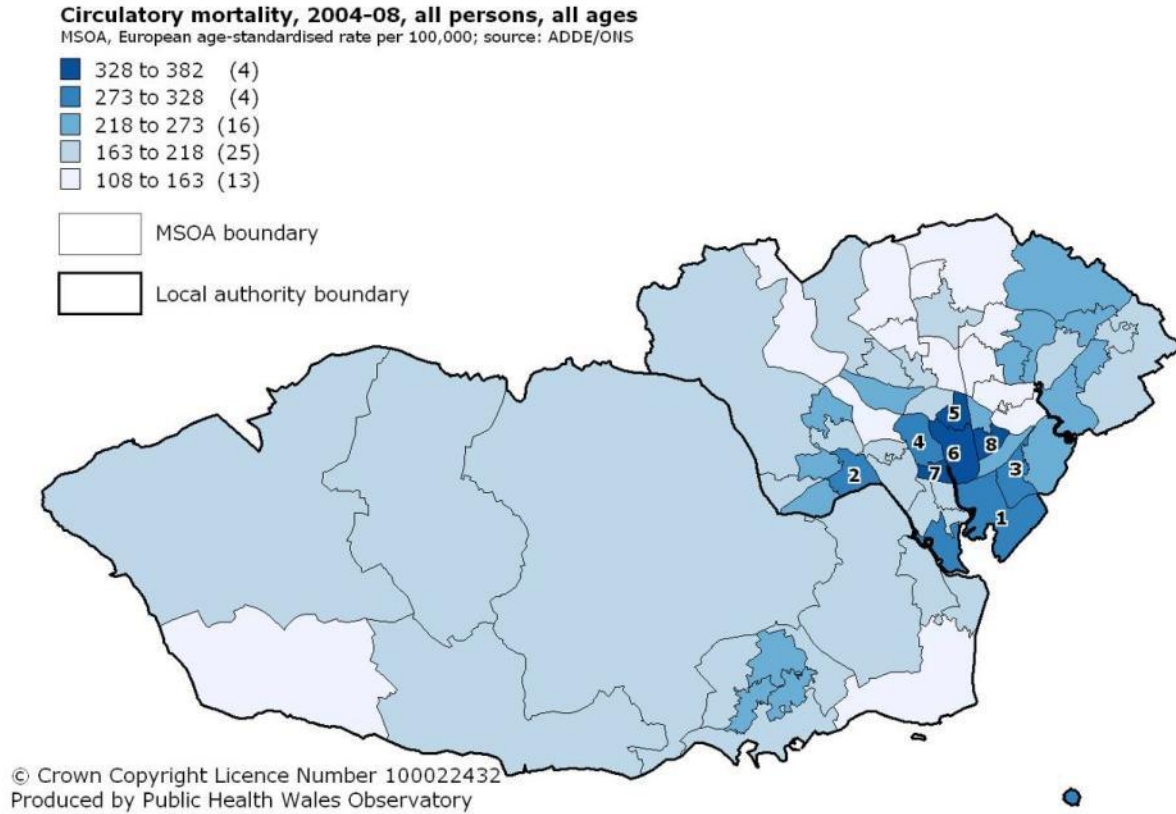 Circulatory mortality, 2004-08, all persons, all ages
MSOA, European age-standardised rate per 100,000; source: ADDE/ONS
328 to 382 (4)
273 to 328 (4)
218 to 273 (16)
163 to 218 (25)
108 to 163 (13)
MSOA boundary
Local authority boundary
5
4
8
6
3
2
7
1
© Crown Copyright Licence Number 100022432
Produced by Public Health Wales Observatory